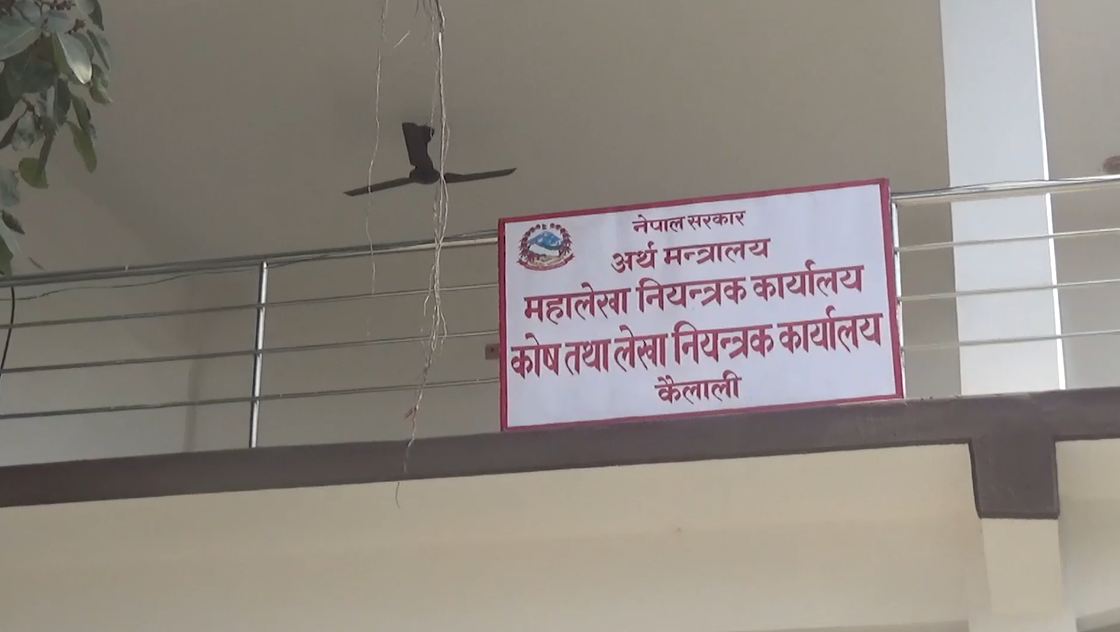 नेपाल सरकार
अर्थ मन्त्रालय
महालेखा नियन्त्रक कार्यालय
कोष तथा लेखा नियन्त्रक कार्यालय
कैलाली